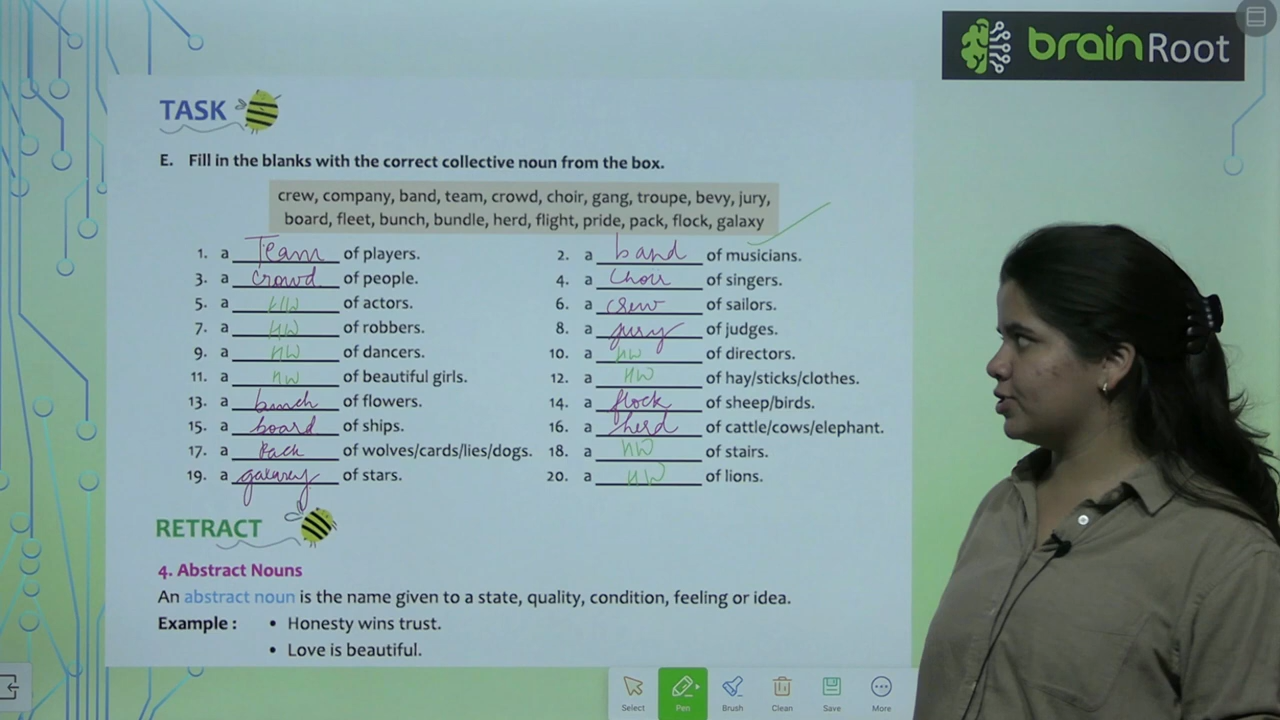 brainRoot
TASK
E. Fill in the blanks with the correct collective noun from the box.
crew, company, band, team, crowd, choir, gang, troupe, bevy, jury,
board, fleet, bunch, bundle, herd, flight, pride, pack, flock, galaxy
1. a Team of players. 2. a band of musicians.
3. a crowd of people. 4. a Choir of singers.
5. a HW of actors. 6. a crew of sailors.
7. a HW of robbers. 8. a jury of judges.
9. a HW of dancers. 10. a HW of directors.
11. a HW of beautiful girls. 12. a HW of hay/sticks/clothes.
13. a bunch of flowers. 14. a flock of sheep/birds.
15. a board of ships. 16. a herd of cattle/cows/elephant.
17. a Pack of wolves/cards/lies/dogs. 18. a HW of stairs.
19. a galaxy of stars. 20. a HW of lions.
RETRACT
4. Abstract Nouns
An abstract noun is the name given to a state, quality, condition, feeling or idea.
Example : • Honesty wins trust.
• Love is beautiful.
Select Pen Brush Clean Save More